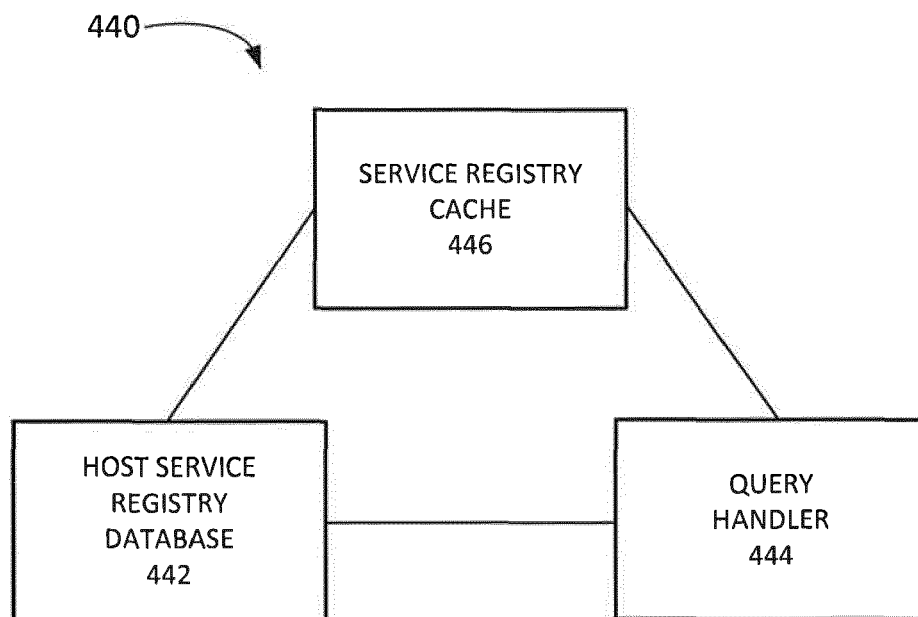 440
SERVICE REGISTRY
CACHE
446
HOST SERVICE
REGISTRY
DATABASE
442
QUERY
HANDLER
444